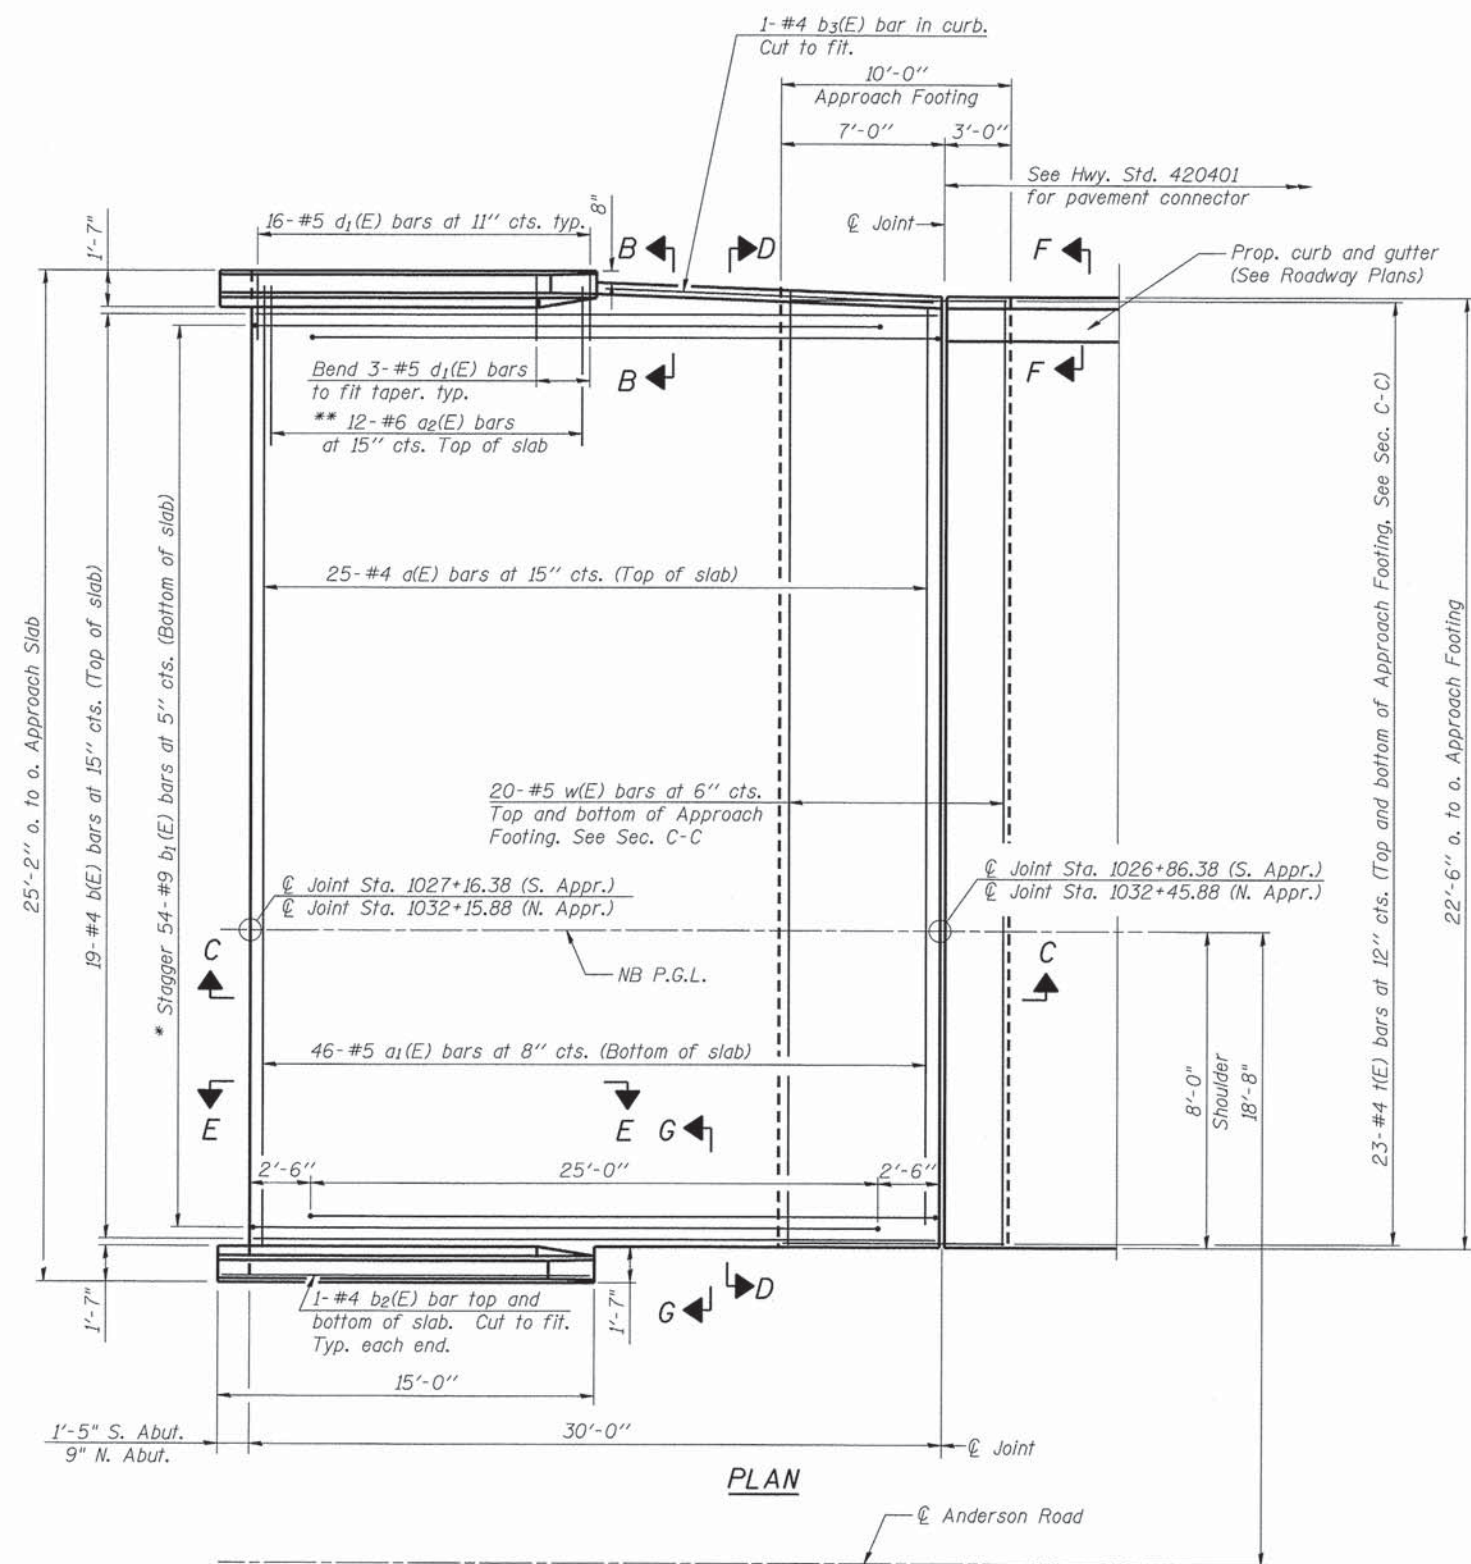 1-#4 b3(E) bar in curb.
Cut to fit.
10'-0"
Approach Footing
7'-0"
3'-0"
See Hwy. Std. 420401
for pavement connector
℄ Joint
Prop. curb and gutter
(See Roadway Plans)
1'-7"
16-#5 d1(E) bars at 11" cts. typ.
8"
B
D
F
Bend 3-#5 d1(E) bars
to fit taper. typ.
B
F
** 12-#6 a2(E) bars
at 15" cts. Top of slab
25'-2" o. to o. Approach Slab
19-#4 b(E) bars at 15" cts. (Top of slab)
* Stagger 54-#9 b1(E) bars at 5" cts. (Bottom of slab)
25-#4 a(E) bars at 15" cts. (Top of slab)
23-#4 t(E) bars at 12" cts. (Top and bottom of Approach Footing, See Sec. C-C)
22'-6" o. to o. Approach Footing
20-#5 w(E) bars at 6" cts.
Top and bottom of Approach
Footing. See Sec. C-C
℄ Joint Sta. 1027+16.38 (S. Appr.)
℄ Joint Sta. 1032+15.88 (N. Appr.)
℄ Joint Sta. 1026+86.38 (S. Appr.)
℄ Joint Sta. 1032+45.88 (N. Appr.)
C
NB P.G.L.
C
46-#5 a1(E) bars at 8" cts. (Bottom of slab)
8'-0"
Shoulder
18'-8"
E
E
G
2'-6"
25'-0"
2'-6"
1'-7"
1-#4 b2(E) bar top and
bottom of slab. Cut to fit.
Typ. each end.
1'-7"
G
D
15'-0"
1'-5" S. Abut.
9" N. Abut.
30'-0"
℄ Joint
PLAN
℄ Anderson Road